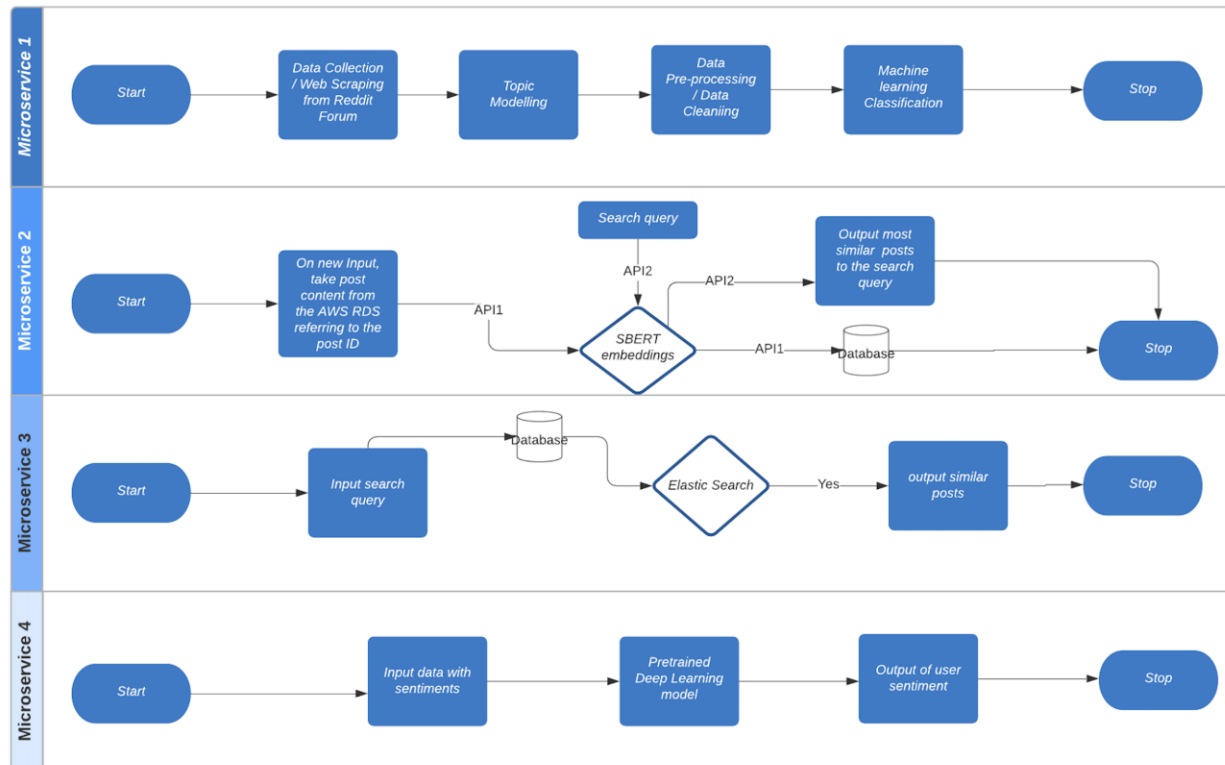 Microservice 1
Start
Data Collection
/ Web Scraping
from Reddit
Forum
Topic
Modelling
Data
Pre-processing
/ Data
Cleaniing
Machine
learning
Classification
Stop
Microservice 2
Start
On new Input,
take post
content from
the AWS RDS
referring to the
post ID
API1
Search query
API2
SBERT
embeddings
API2
Output most
similar posts
to the search
query
API1
Database
Stop
Microservice 3
Start
Input search
query
Database
Elastic Search
Yes
output similar
posts
Stop
Microservice 4
Start
Input data with
sentiments
Pretrained
Deep Learning
model
Output of user
sentiment
Stop